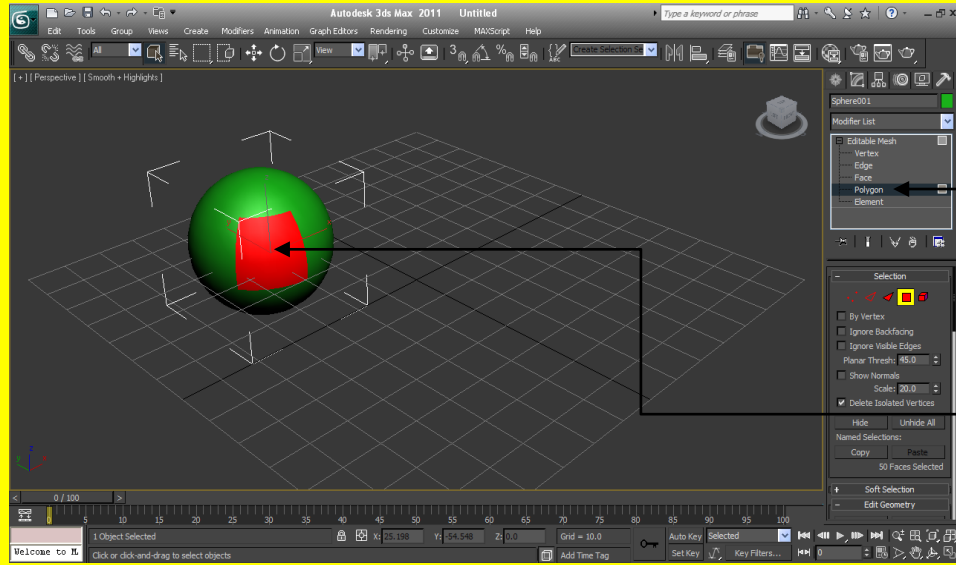 Autodesk 3ds Max 2011 Untitled
Type a keyword or phrase
Edit Tools Group Views Create Modifiers Animation Graph Editors Rendering Customize MAXScript Help
All
View
3
Create Selection Se
[ + ] [ Perspective ] [ Smooth + Highlights ]
Sphere001
Modifier List
Editable Mesh
Vertex
Edge
Face
Polygon
Element
- Selection
By Vertex
Ignore Backfacing
Ignore Visible Edges
Planar Thresh: 45.0
Show Normals
Scale: 20.0
Delete Isolated Vertices
Hide Unhide All
Named Selections:
Copy Paste
50 Faces Selected
+ Soft Selection
- Edit Geometry
z
y
< 0 / 100 >
0 5 10 15 20 25 30 35 40 45 50 55 60 65 70 75 80 85 90 95 100
1 Object Selected X: 25.198 Y: -54.548 Z: 0.0 Grid = 10.0 Auto Key Selected
Welcome to M Click or click-and-drag to select objects Add Time Tag Set Key Key Filters... 0